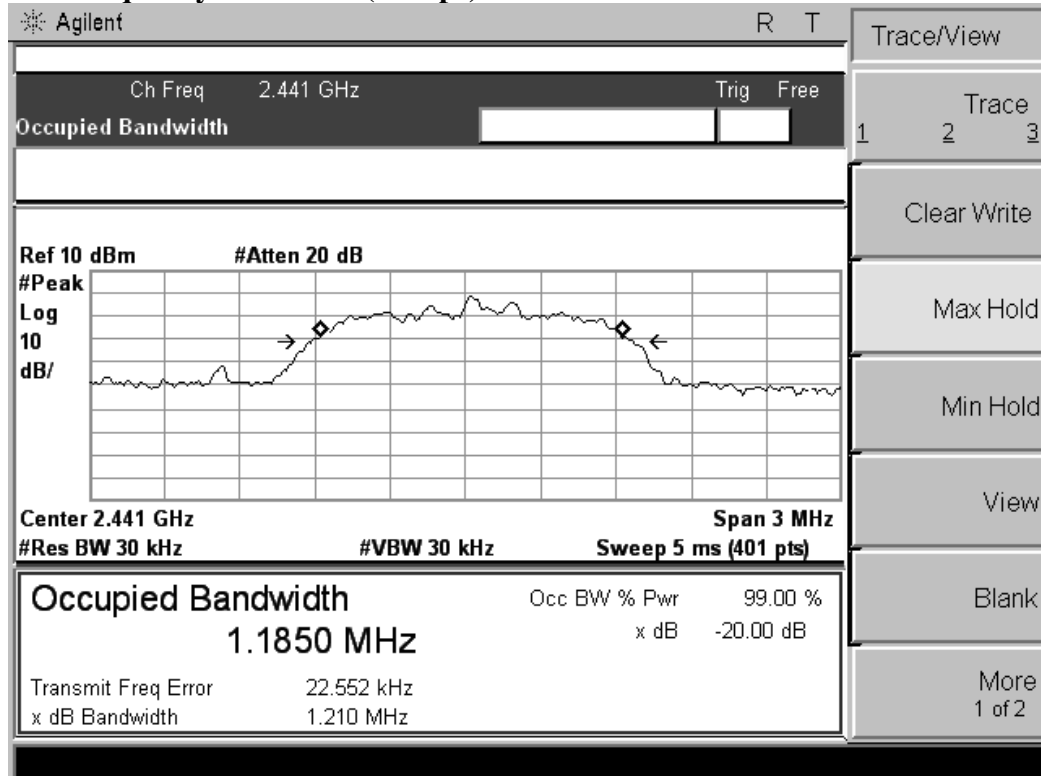 Agilent
R T
Ch Freq 2.441 GHz
Trig Free
Occupied Bandwidth
Ref 10 dBm #Atten 20 dB
#Peak
Log
10
dB/
Center 2.441 GHz Span 3 MHz
#Res BW 30 kHz #VBW 30 kHz Sweep 5 ms (401 pts)
Occupied Bandwidth
1.1850 MHz
Occ BW % Pwr 99.00 %
x dB -20.00 dB
Transmit Freq Error 22.552 kHz
x dB Bandwidth 1.210 MHz
Trace/View
Trace
1 2 3
Clear Write
Max Hold
Min Hold
View
Blank
More
1 of 2